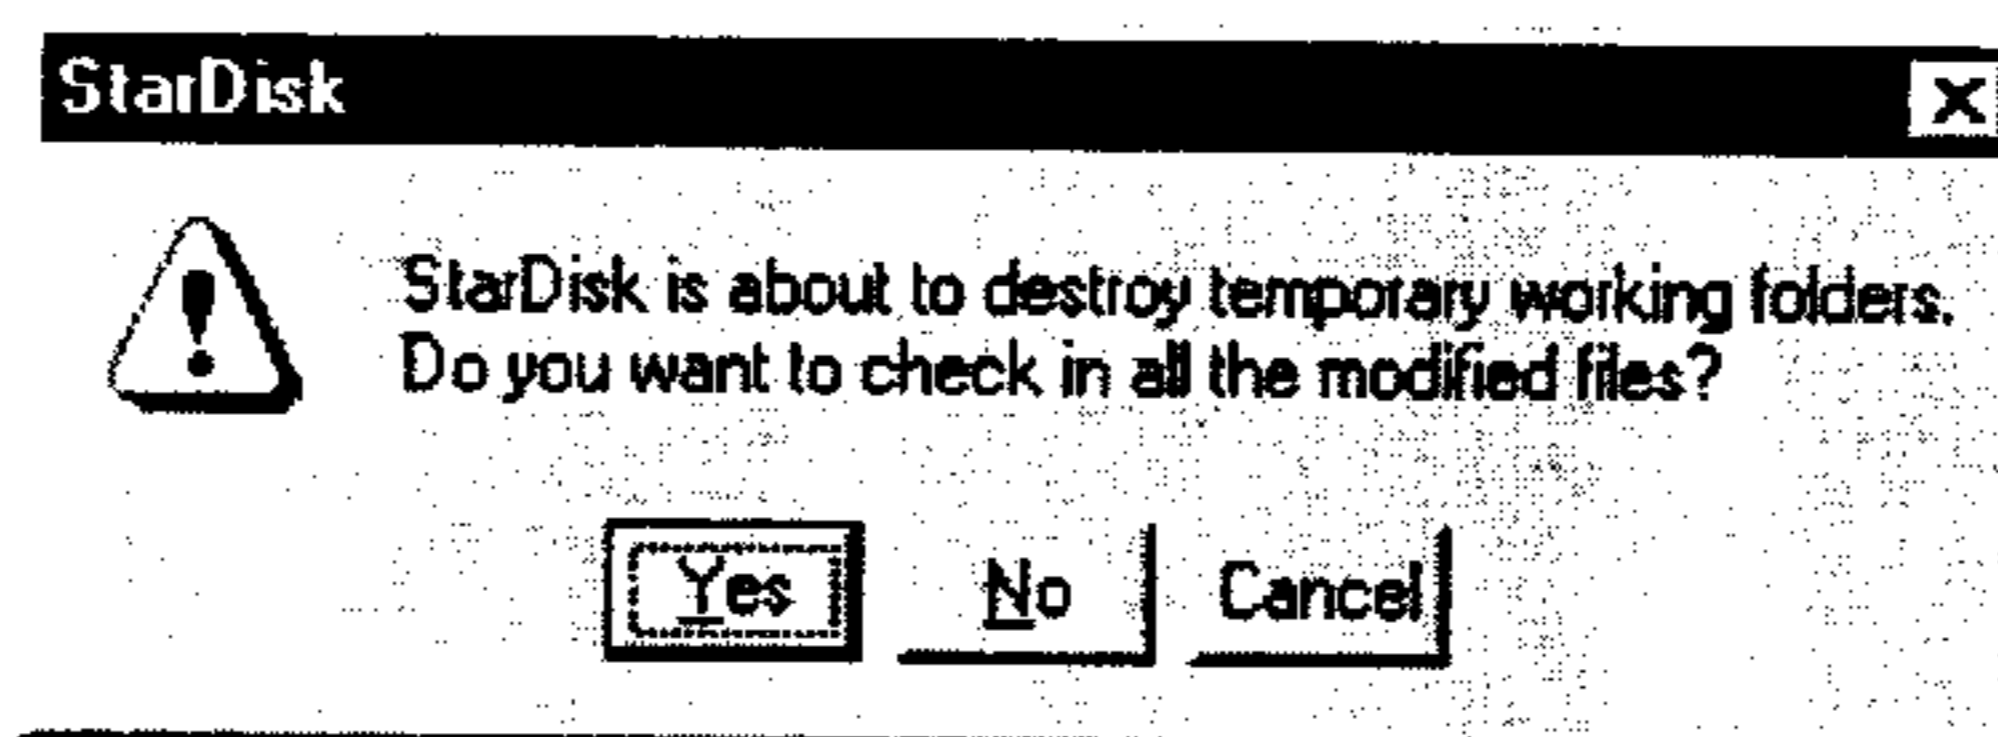 StarDisk
StarDisk is about to destroy temporary working folders.
Do you want to check in all the modified files?
Yes No Cancel